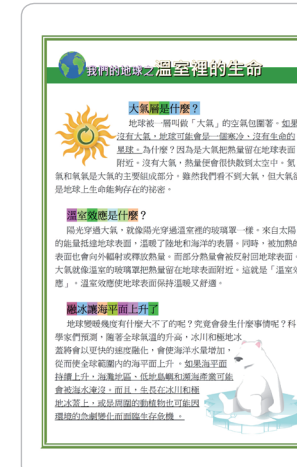 我們的地球之溫室裡的生命
大氣層是什麼？
地球被一層叫做「大氣」的空氣包圍著。如果
沒有大氣，地球可能會是一個寒冷、沒有生命的
星球。為什麼？因為是大氣把熱量留在地球表面
附近。沒有大氣，熱量便會很快散到太空中。氮
氣和氧氣是大氣的主要組成部分。雖然我們看不到大氣，但大氣卻
是地球上生命能夠存在的祕密。
溫室效應是什麼？
陽光穿過大氣，就像陽光穿過溫室裡的玻璃罩一樣。來自太陽
的能量抵達地球表面，溫暖了陸地和海洋的表層。同時，被加熱的
表面也會向外輻射或釋放熱量。而部分熱量會被反射回地球表面。
大氣就像溫室的玻璃罩把熱量留在地球表面附近。這就是「溫室效
應」。溫室效應使地球表面保持溫暖又舒適。
融冰讓海平面上升了
地球變暖幾度有什麼大不了的呢？究竟會發生什麼事情呢？科
學家們預測，隨著全球氣溫的升高，冰川和極地冰
蓋將會以更快的速度融化，會使海洋水量增加，
從而使全球範圍內的海平面上升。如果海平面
持續上升，海灘地區、低地島嶼和瀕海產業可能
會被海水淹沒。而且，生長在冰川和極
地冰蓋上，或是周圍的動植物也可能因
環境的急劇變化而面臨生存危機。